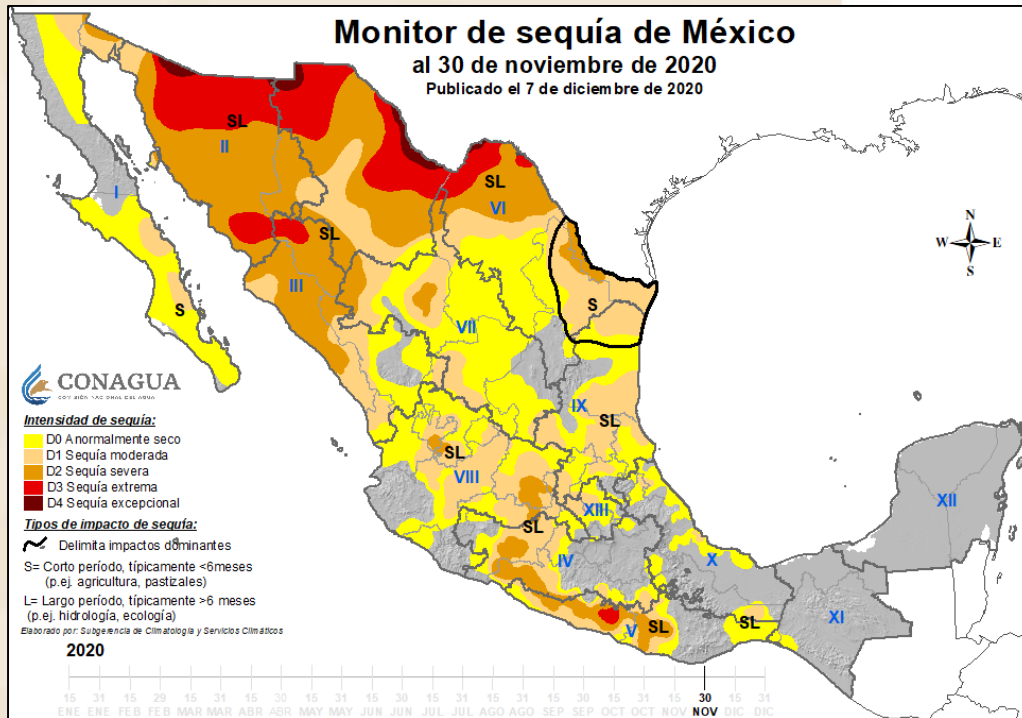 Monitor de sequía de México
al 30 de noviembre de 2020
Publicado el 7 de diciembre de 2020
SL
II
I
SL
VI
SL
III
S
S
VII
N
W E
S
IX
SL
SL
VIII
XIII
SL
IV
X
XII
V
SL
SL
XI
CONAGUA
COMISIÓN NACIONAL DEL AGUA
Intensidad de sequía:
D0 Anormalmente seco
D1 Sequía moderada
D2 Sequía severa
D3 Sequía extrema
D4 Sequía excepcional
Tipos de impacto de sequía:
Delimita impactos dominantes
S= Corto período, típicamente <6meses
(p.ej. agricultura, pastizales)
L= Largo período, típicamente >6 meses
(p.ej. hidrología, ecología)
Elaborado por: Subgerencia de Climatología y Servicios Climáticos
2020
15 31 15 29 15 31 15 30 15 31 15 30 15 31 15 31 15 30 15 31 15 30 15 31
ENE ENE FEB FEB MAR MAR ABR ABR MAY MAY JUN JUN JUL JUL AGO AGO SEP SEP OCT OCT NOV NOV DIC DIC